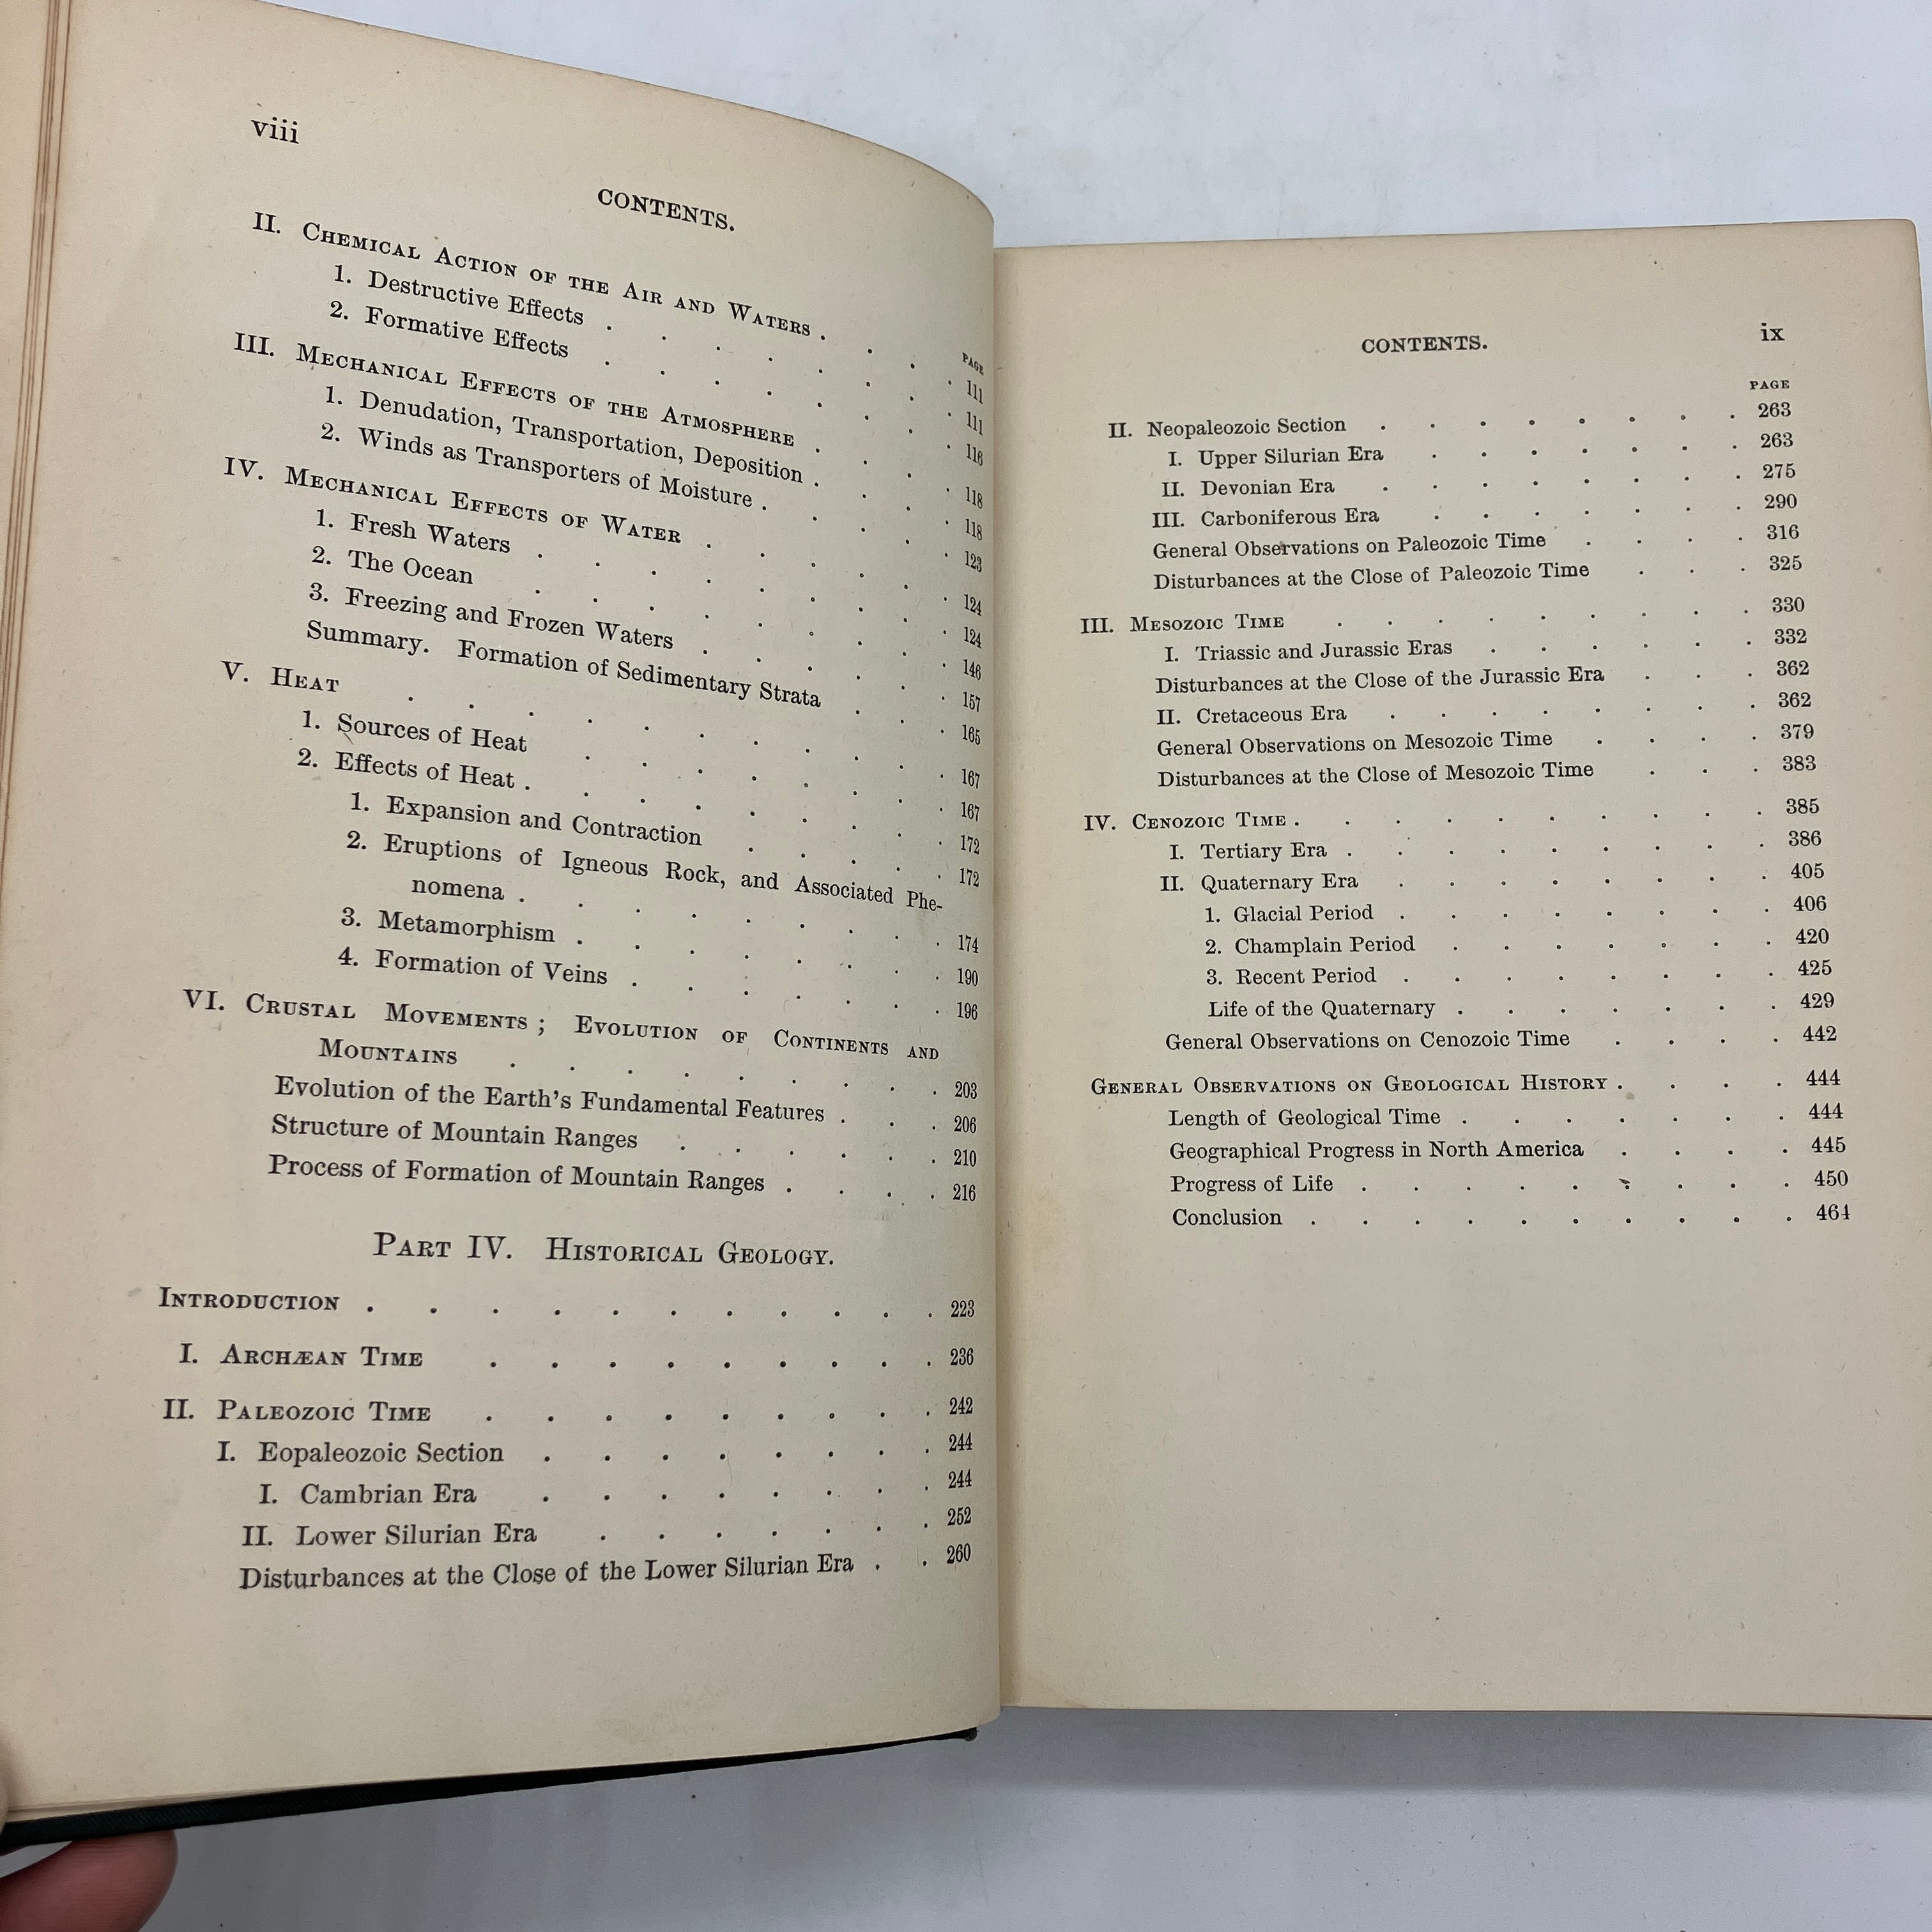 viii
CONTENTS.
PAGE
II. CHEMICAL ACTION OF THE AIR AND WATERS . . . . 111
1. Destructive Effects . . . . . . . 111
2. Formative Effects . . . . . . . 116
III. MECHANICAL EFFECTS OF THE ATMOSPHERE . . . . 118
1. Denudation, Transportation, Deposition . . . 118
2. Winds as Transporters of Moisture . . . . . 123
IV. MECHANICAL EFFECTS OF WATER . . . . . . 124
1. Fresh Waters . . . . . . . . 124
2. The Ocean . . . . . . . . 146
3. Freezing and Frozen Waters . . . . . . 157
Summary. Formation of Sedimentary Strata . . . 165
V. HEAT . . . . . . . . . . 167
1. Sources of Heat . . . . . . . 167
2. Effects of Heat . . . . . . . . 172
1. Expansion and Contraction . . . . . 172
2. Eruptions of Igneous Rock, and Associated Phe-
nomena . . . . . . . . 174
3. Metamorphism . . . . . . . 190
4. Formation of Veins . . . . . . 196
VI. CRUSTAL MOVEMENTS; EVOLUTION OF CONTINENTS AND
MOUNTAINS . . . . . . . . 203
Evolution of the Earth's Fundamental Features . . . 206
Structure of Mountain Ranges . . . . . . 210
Process of Formation of Mountain Ranges . . . . 216
PART IV. HISTORICAL GEOLOGY.
INTRODUCTION . . . . . . . . . . . 223
I. ARCHÆAN TIME . . . . . . . . . 236
II. PALEOZOIC TIME . . . . . . . . . 242
I. Eopaleozoic Section . . . . . . . . 244
I. Cambrian Era . . . . . . . . 244
II. Lower Silurian Era . . . . . . . 252
Disturbances at the Close of the Lower Silurian Era . . 260
CONTENTS. ix
PAGE
II. Neopaleozoic Section . . . . . . . . 263
I. Upper Silurian Era . . . . . . . 263
II. Devonian Era . . . . . . . . 275
III. Carboniferous Era . . . . . . . 290
General Observations on Paleozoic Time . . . . 316
Disturbances at the Close of Paleozoic Time . . . 325
III. MESOZOIC TIME . . . . . . . . . 330
I. Triassic and Jurassic Eras . . . . . . 332
Disturbances at the Close of the Jurassic Era . . . 362
II. Cretaceous Era . . . . . . . . 362
General Observations on Mesozoic Time . . . . 379
Disturbances at the Close of Mesozoic Time . . . 383
IV. CENOZOIC TIME . . . . . . . . . . 385
I. Tertiary Era . . . . . . . . . 386
II. Quaternary Era . . . . . . . . 405
1. Glacial Period . . . . . . . . 406
2. Champlain Period . . . . . . . 420
3. Recent Period . . . . . . . . 425
Life of the Quaternary . . . . . . . 429
General Observations on Cenozoic Time . . . . 442
GENERAL OBSERVATIONS ON GEOLOGICAL HISTORY . . . . 444
Length of Geological Time . . . . . . . 444
Geographical Progress in North America . . . . 445
Progress of Life . . . . . . . . . 450
Conclusion . . . . . . . . . . 464